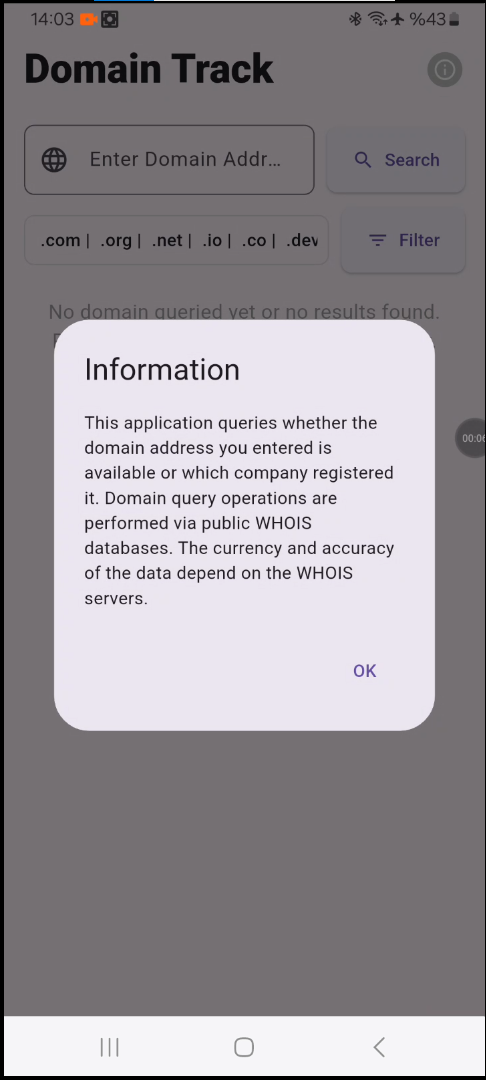 14:03 %43
Domain Track
Enter Domain Addr... Search
.com | .org | .net | .io | .co | .dev Filter
No domain queried yet or no results found.
Information
This application queries whether the
domain address you entered is
available or which company registered
it. Domain query operations are
performed via public WHOIS
databases. The currency and accuracy
of the data depend on the WHOIS
servers.
OK